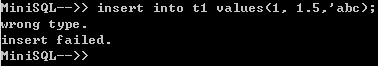 MiniSQL-->> insert into t1 values(1, 1.5,'abc);
wrong type.
insert failed.
MiniSQL-->>